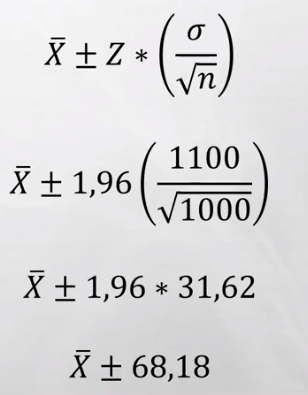 X̄ ± Z * (σ / √n)
X̄ ± 1,96 (1100 / √1000)
X̄ ± 1,96 * 31,62
X̄ ± 68,18